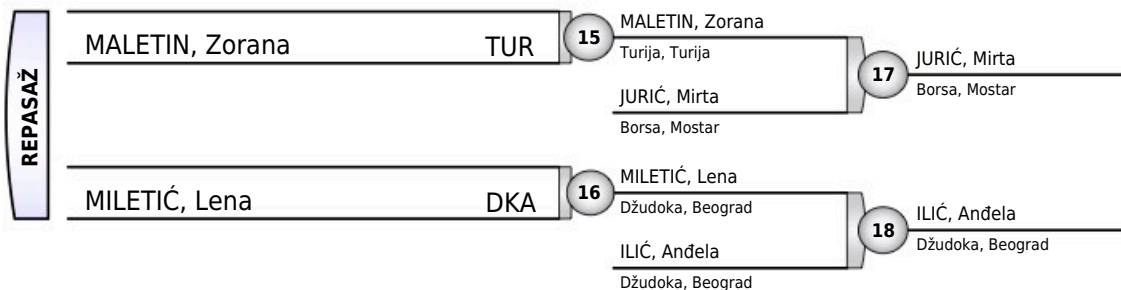 REPASAŽ
MALETIN, Zorana TUR
15
MALETIN, Zorana
Turija, Turija
JURIĆ, Mirta
Borsa, Mostar
17
JURIĆ, Mirta
Borsa, Mostar
MILETIĆ, Lena DKA
16
MILETIĆ, Lena
Džudoka, Beograd
ILIĆ, Anđela
Džudoka, Beograd
18
ILIĆ, Anđela
Džudoka, Beograd